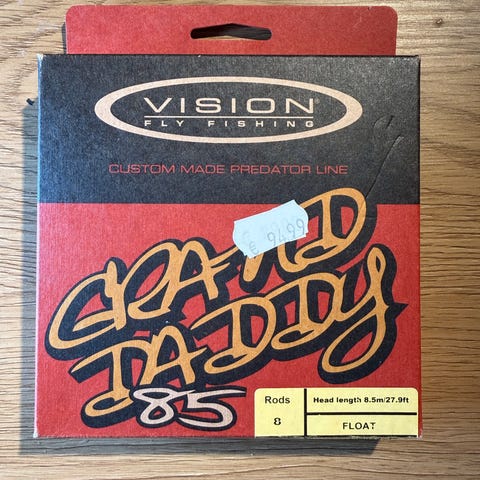 VISION®
FLY FISHING
CUSTOM MADE PREDATOR LINE
GRAND
DADDY
85
Rods
8
Head length 8.5m/27.9ft
FLOAT